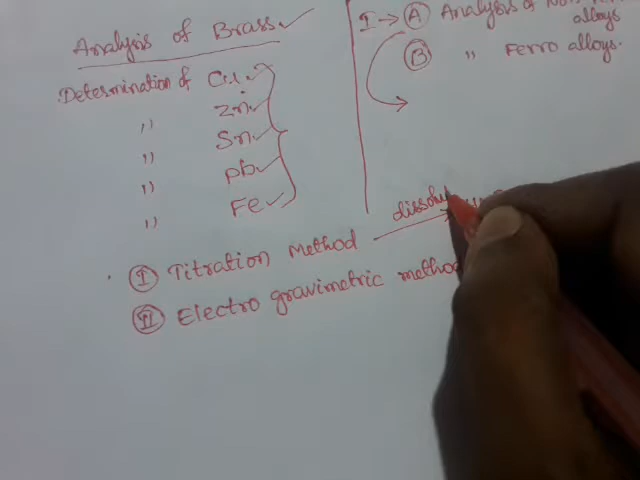 Analysis of Brass
Determination of Cu
" Zn
" Sn
" Pb
" Fe
I → A Analysis of
alloys
B " Ferro alloys.
I Titration Method
II Electro gravimetric method